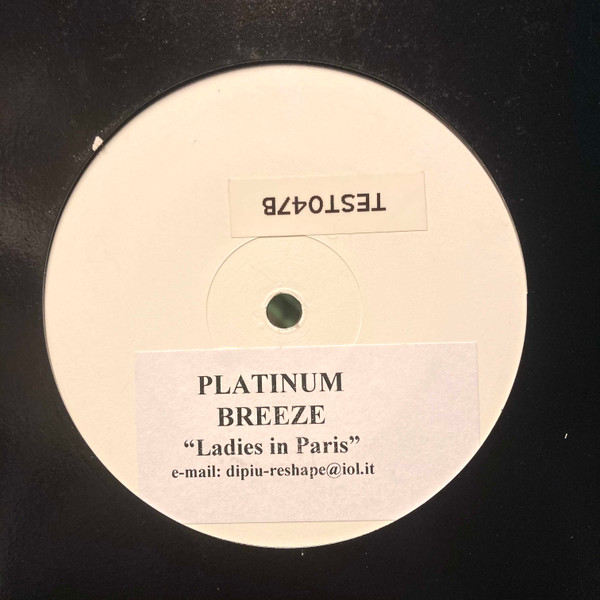 TEST047B
PLATINUM
BREEZE
“Ladies in Paris”
e-mail: dipiu-reshape@iol.it